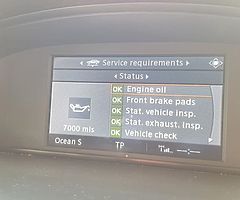 Service requirements
Status
OK Engine oil
OK Front brake pads
OK Stat. vehicle insp.
OK Stat. exhaust. insp.
OK Vehicle check
7000 mls
Ocean S TP